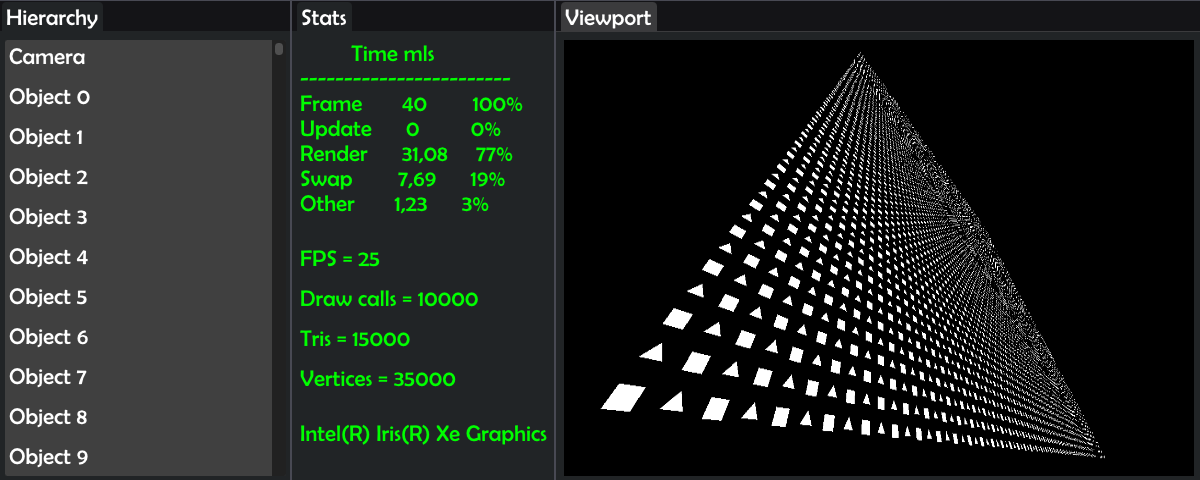 Hierarchy
Camera
Object 0
Object 1
Object 2
Object 3
Object 4
Object 5
Object 6
Object 7
Object 8
Object 9
Stats
Time mls
------------------------
Frame 40 100%
Update 0 0%
Render 31,08 77%
Swap 7,69 19%
Other 1,23 3%
FPS = 25
Draw calls = 10000
Tris = 15000
Vertices = 35000
Intel(R) Iris(R) Xe Graphics
Viewport